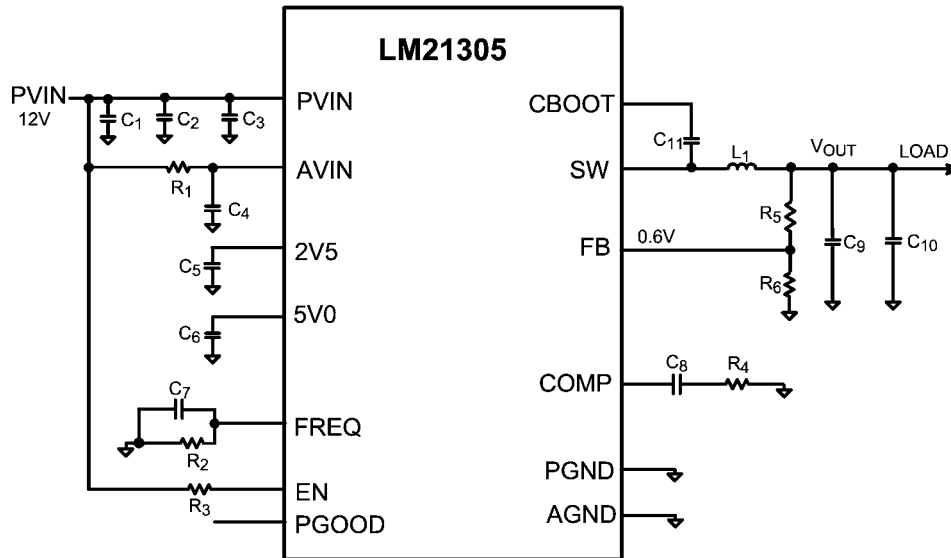 LM21305
PVIN
12V
C1
C2
C3
PVIN
CBOOT
C11
R1
AVIN
SW
L1
VOUT
LOAD
C4
R5
C5
2V5
FB
0.6V
C9
C10
R6
C6
5V0
C7
COMP
C8
R4
FREQ
R2
PGND
R3
EN
PGOOD
AGND